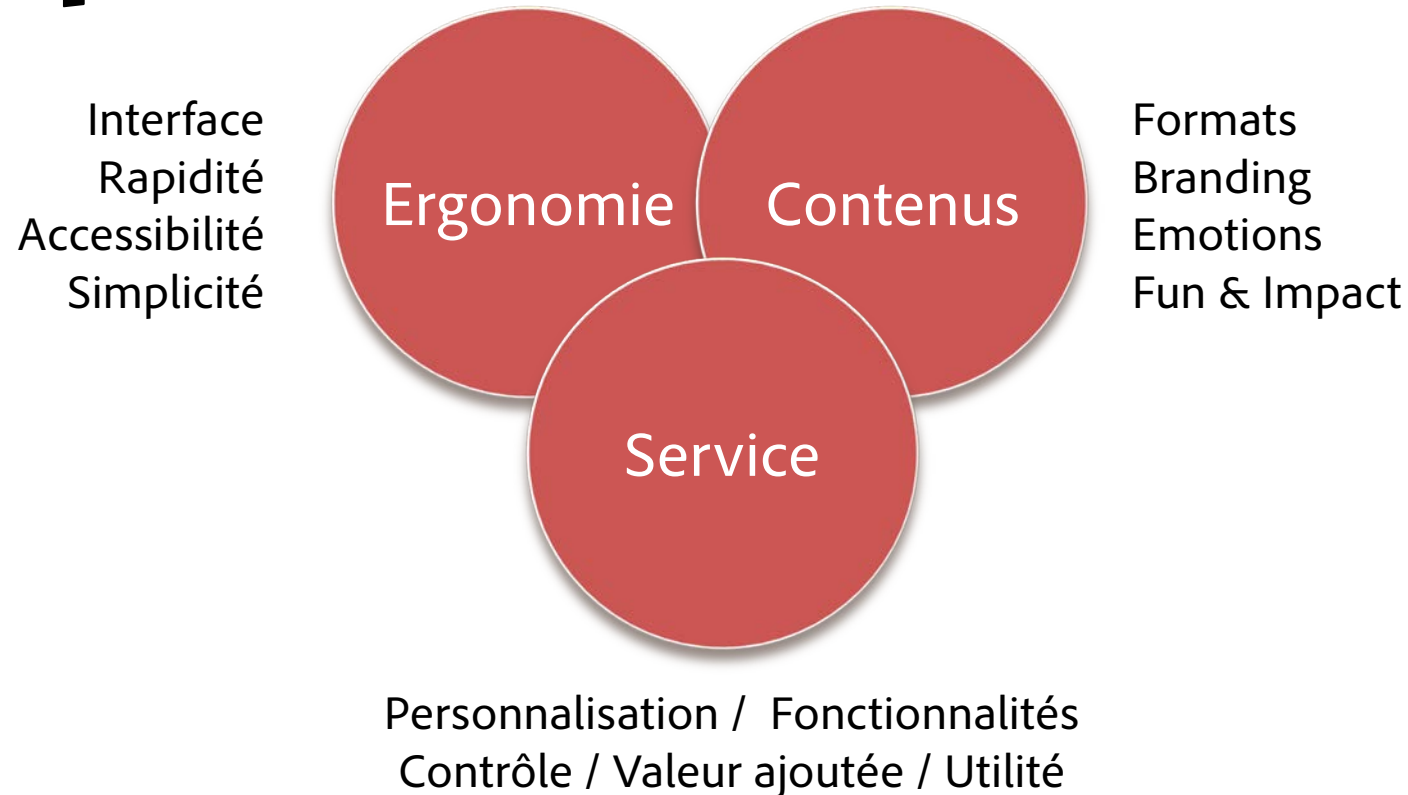 Interface
Rapidité
Accessibilité
Simplicité
Ergonomie
Contenus
Formats
Branding
Emotions
Fun & Impact
Service
Personnalisation / Fonctionnalités
Contrôle / Valeur ajoutée / Utilité